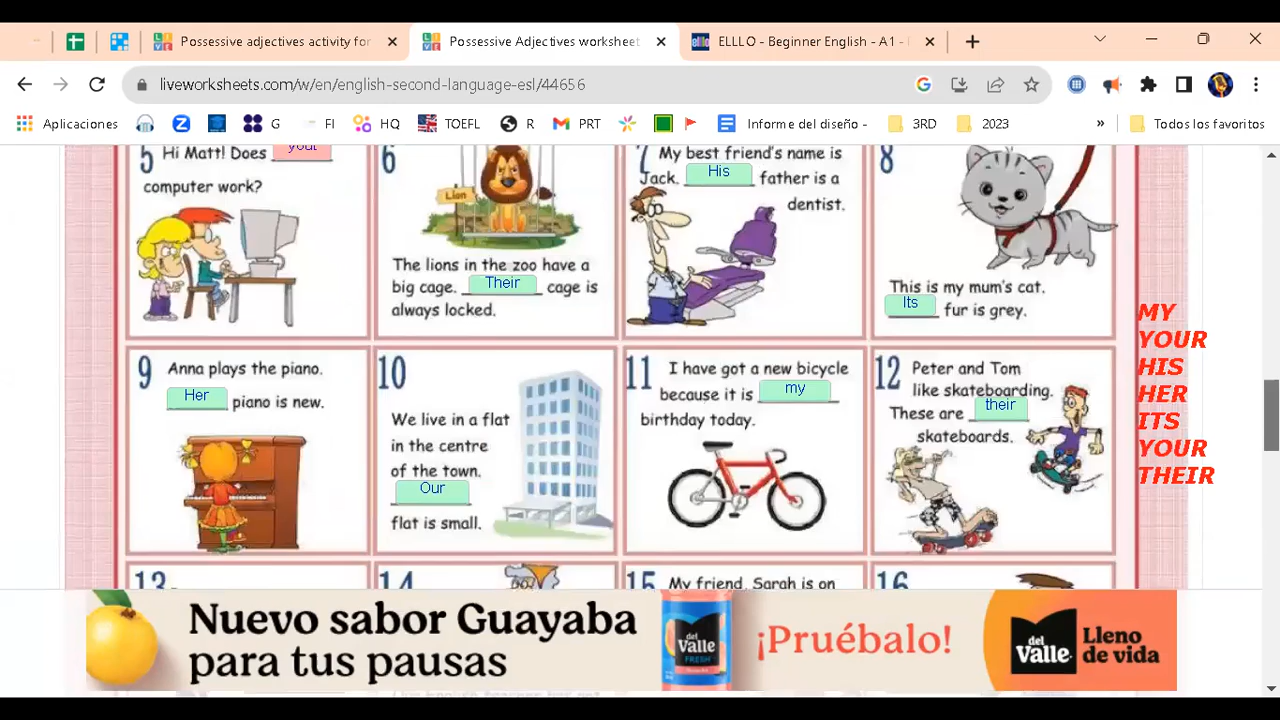 Possessive adjectives activity for
Possessive Adjectives worksheet
ELLLO - Beginner English - A1 -
liveworksheets.com/w/en/english-second-language-esl/44656
Aplicaciones
G
FI
HQ
TOEFL
R
PRT
Informe del diseño -
3RD
2023
»
Todos los favoritos
5 Hi Matt! Does
computer work?
6
Lion
The lions in the zoo have a
big cage. Their cage is
always locked.
7 My best friend's name is
Jack. His father is a
dentist.
8
This is my mum's cat.
Its fur is grey.
9 Anna plays the piano.
Her piano is new.
10
We live in a flat
in the centre
of the town.
Our
flat is small.
11 I have got a new bicycle
because it is my
birthday today.
12 Peter and Tom
like skateboarding.
These are their
skateboards.
MY
YOUR
HIS
HER
ITS
YOUR
THEIR
13
14
15 My friend, Sarah is on
16
Nuevo sabor Guayaba
para tus pausas
del Valle
FRESH
¡Pruébalo!
del Valle.
Lleno
de vida